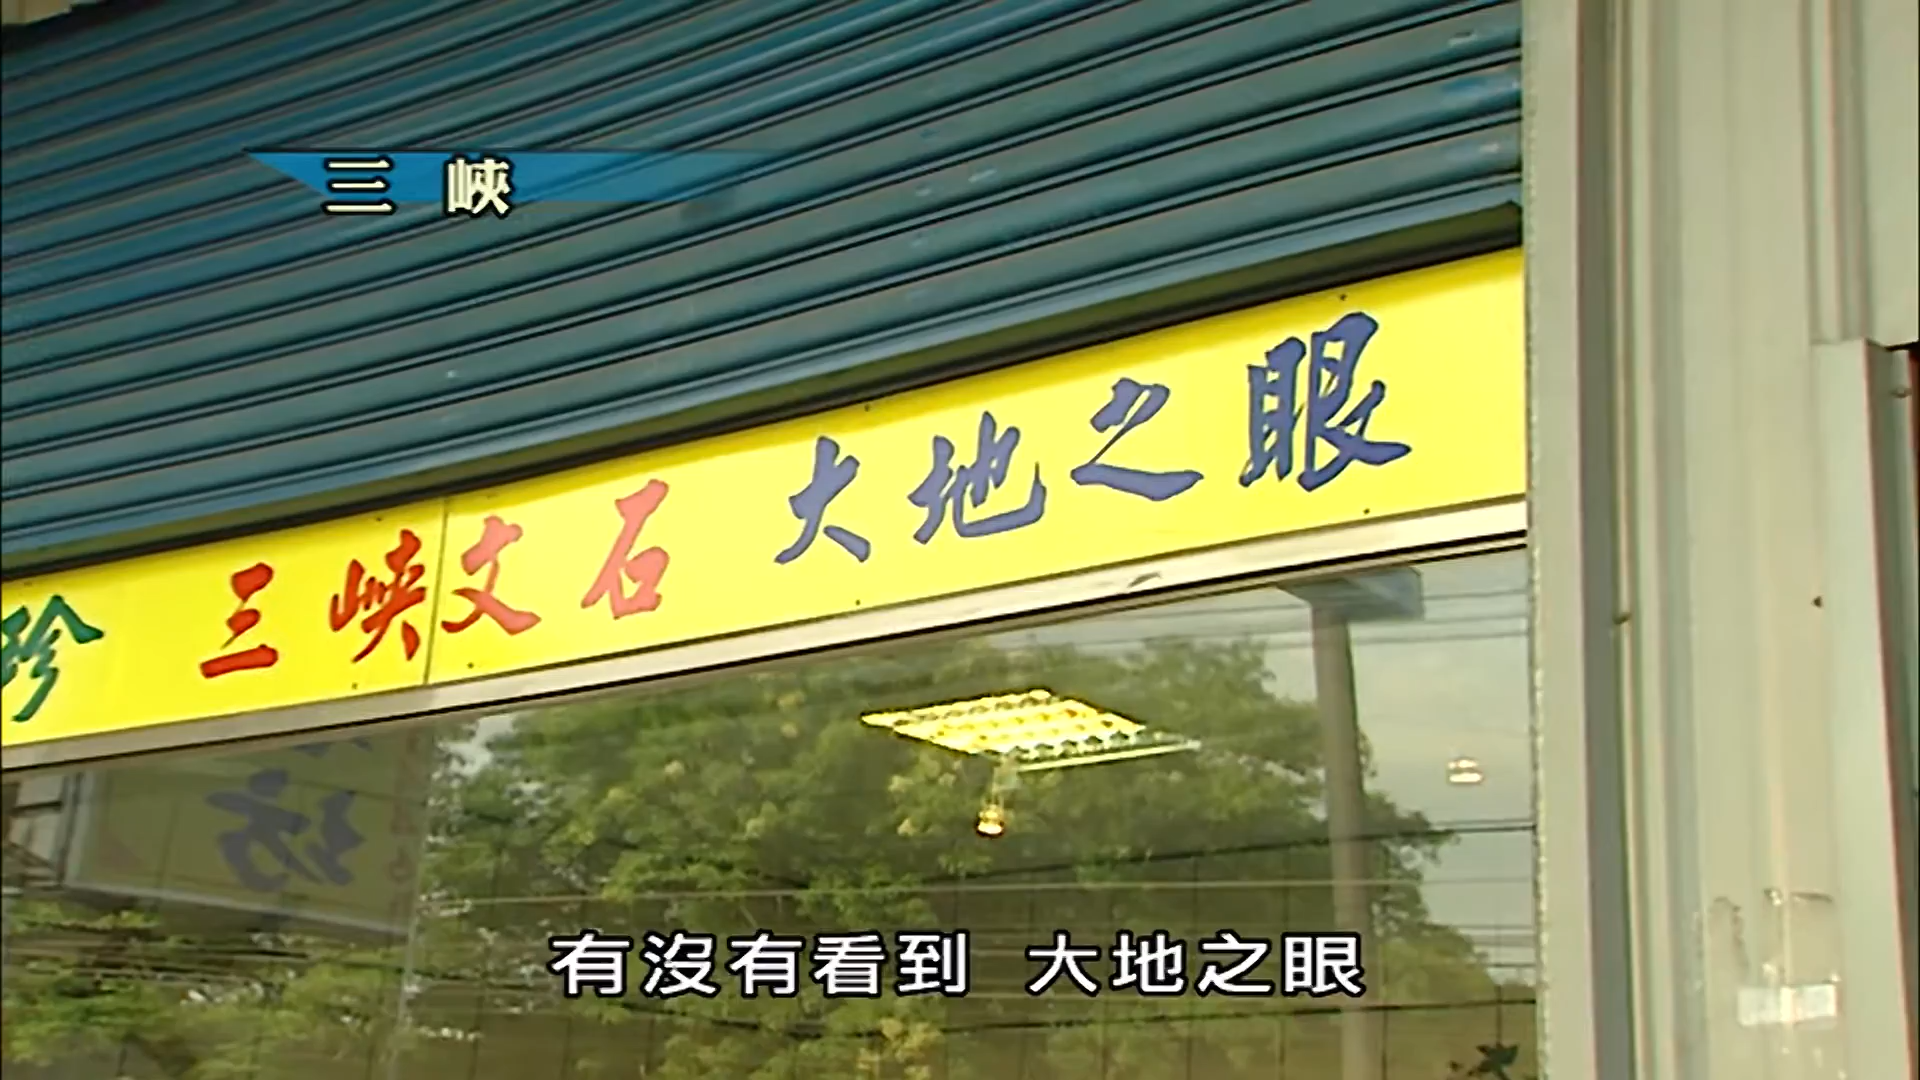 三峽
珍 三峽文石 大地之眼
坊
有沒有看到 大地之眼